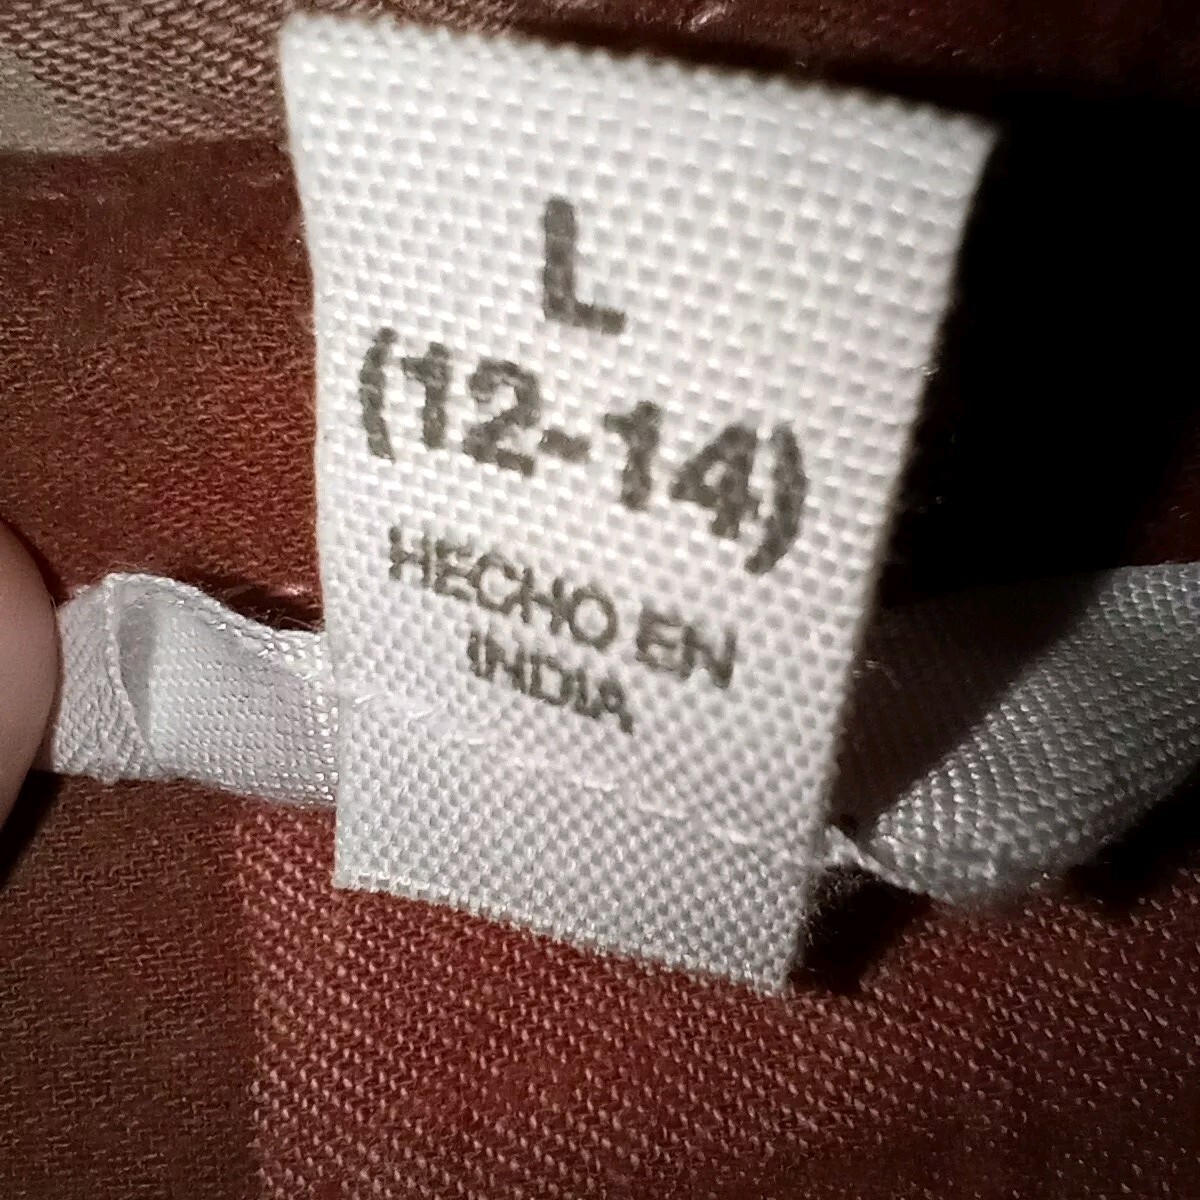 L
(12-14)
HECHO EN
INDIA